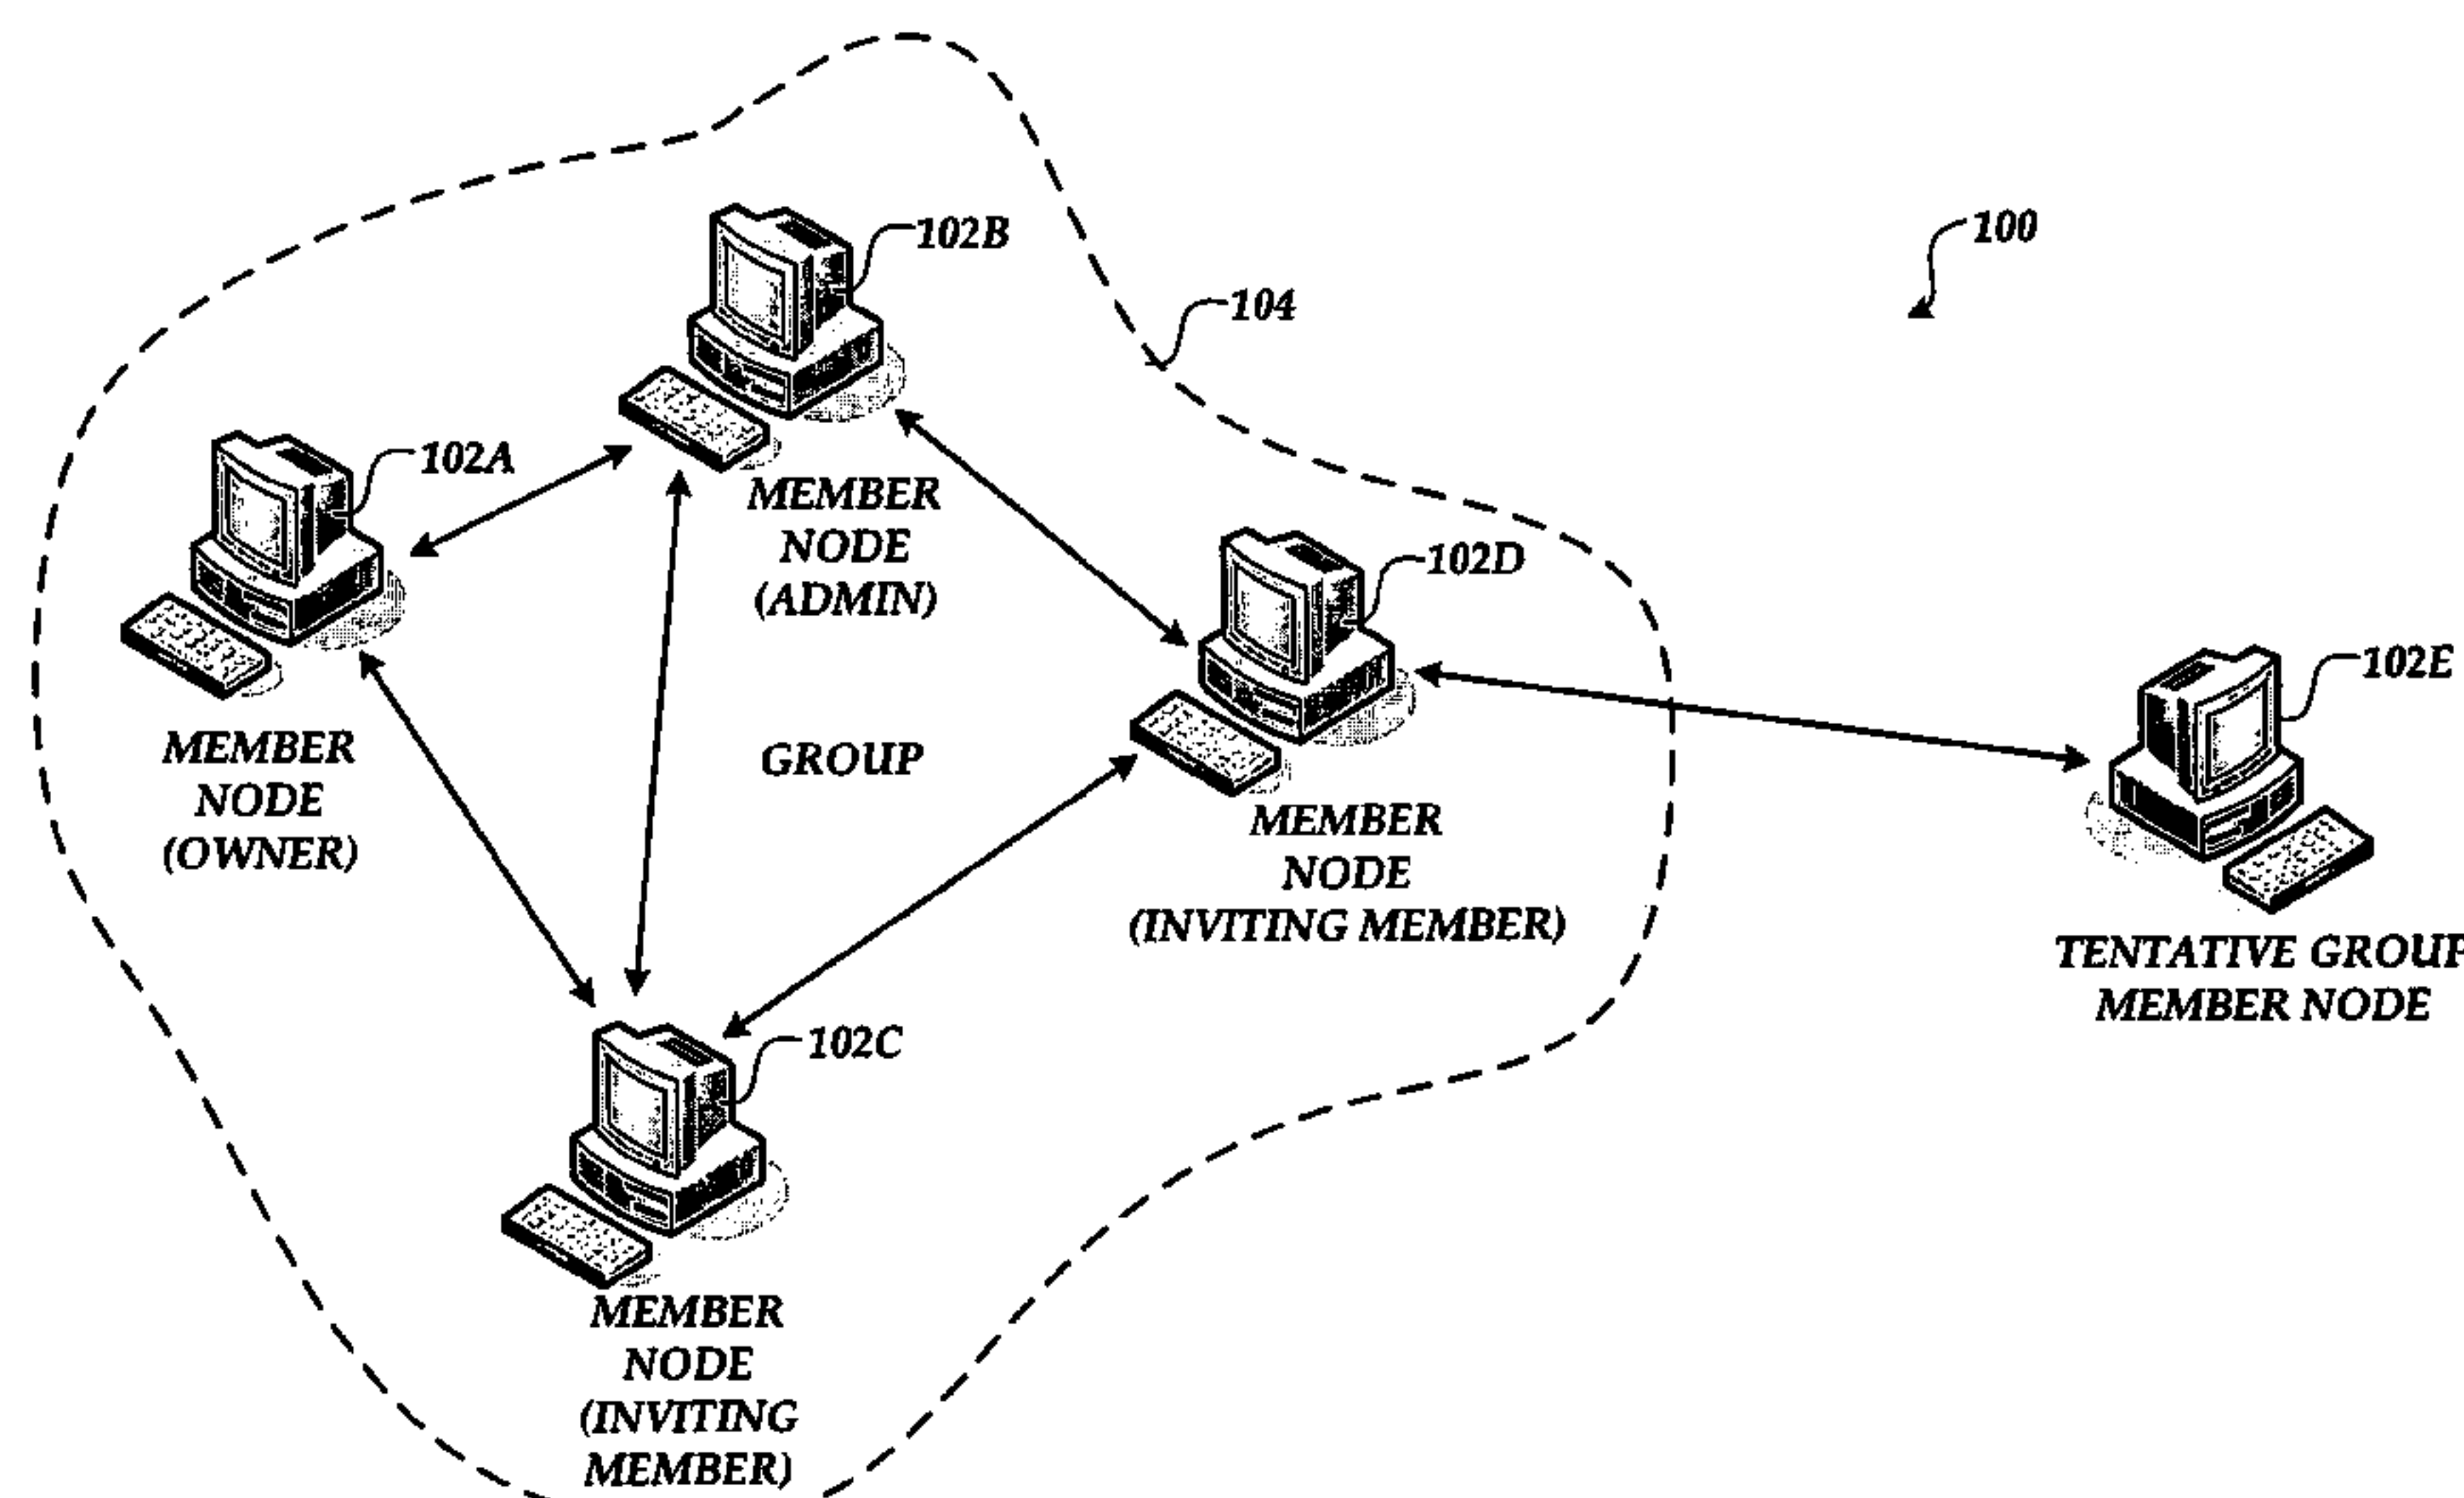 102B
100
104
102A
MEMBER
NODE
(ADMIN)
102D
102E
MEMBER
NODE
(OWNER)
GROUP
MEMBER
NODE
(INVITING MEMBER)
TENTATIVE GROUP
MEMBER NODE
102C
MEMBER
NODE
(INVITING
MEMBER)